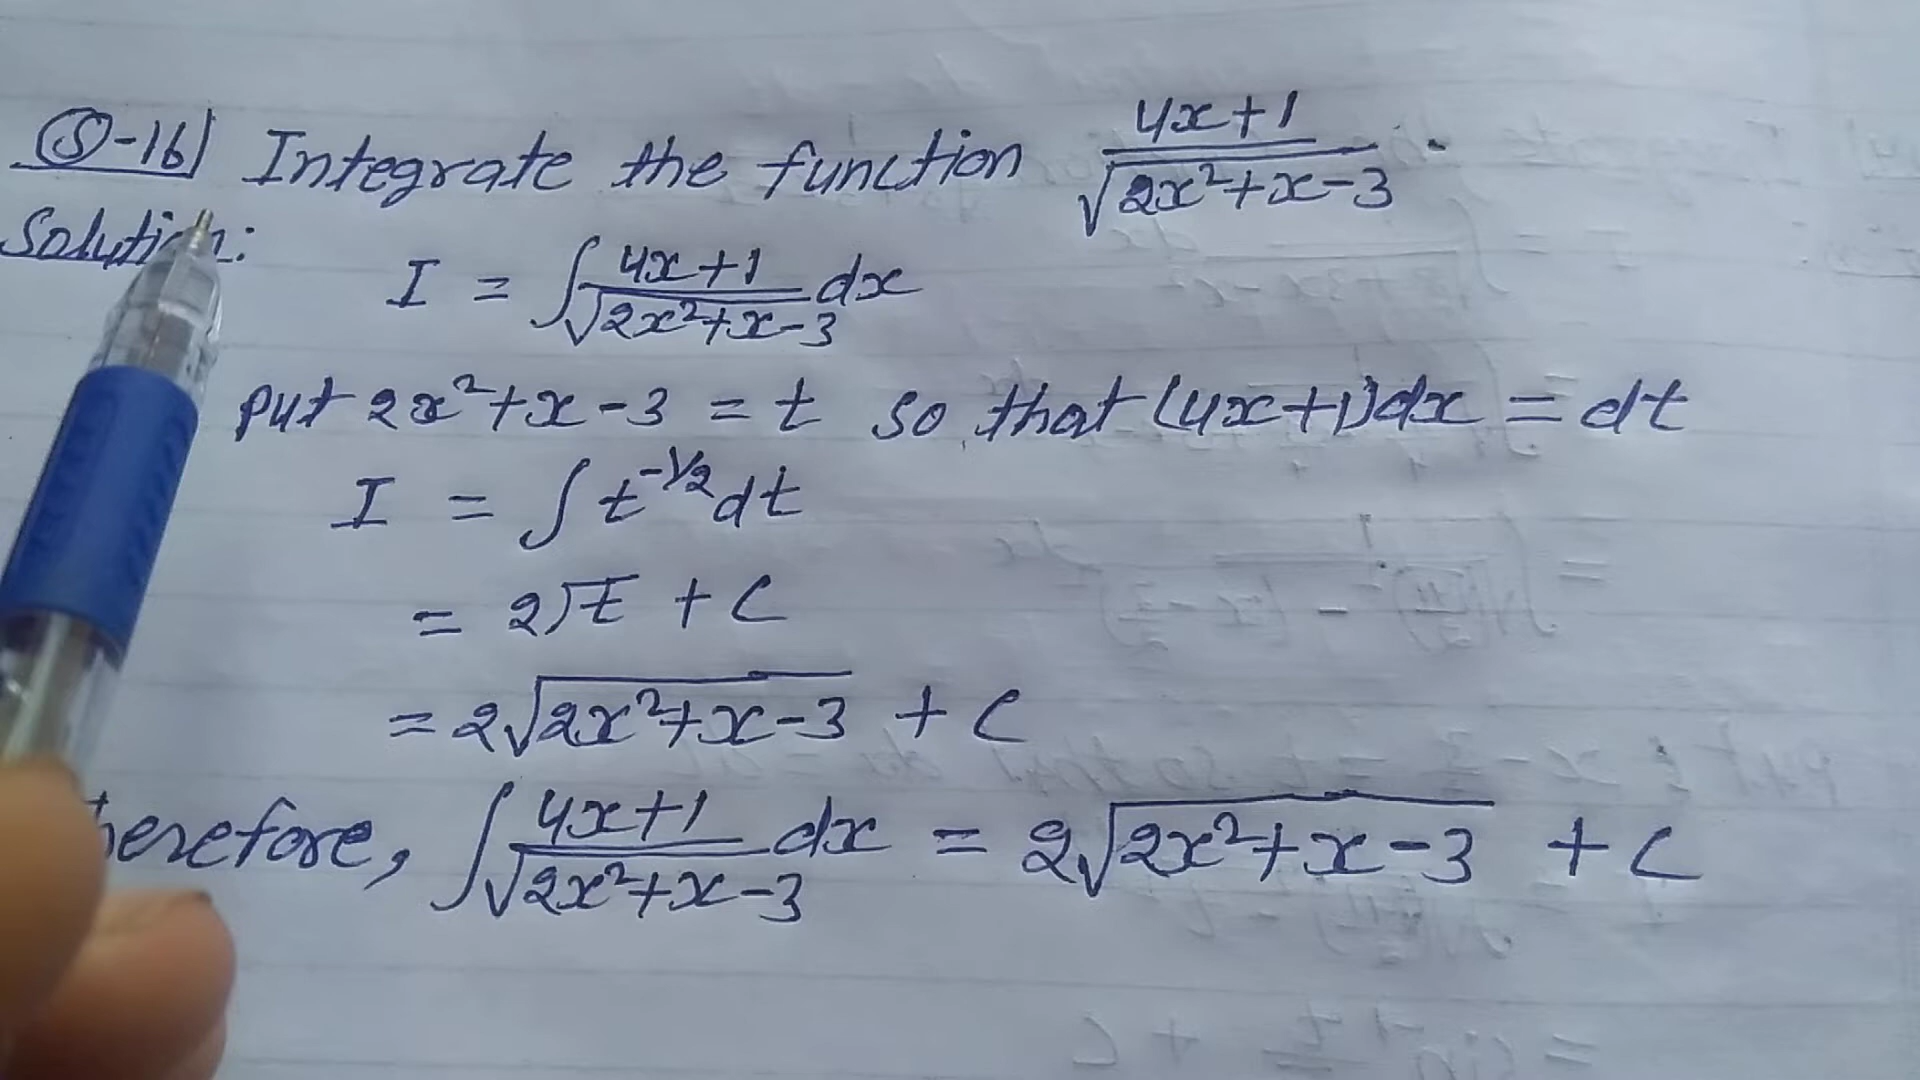 Q-16) Integrate the function (4x+1)/√(2x²+x-3).
Solution:
I = ∫ (4x+1)/√(2x²+x-3) dx
put 2x²+x-3 = t so that (4x+1)dx = dt
I = ∫ t^(-1/2) dt
= 2√t + C
= 2√(2x²+x-3) + C
herefore, ∫ (4x+1)/√(2x²+x-3) dx = 2√(2x²+x-3) + C